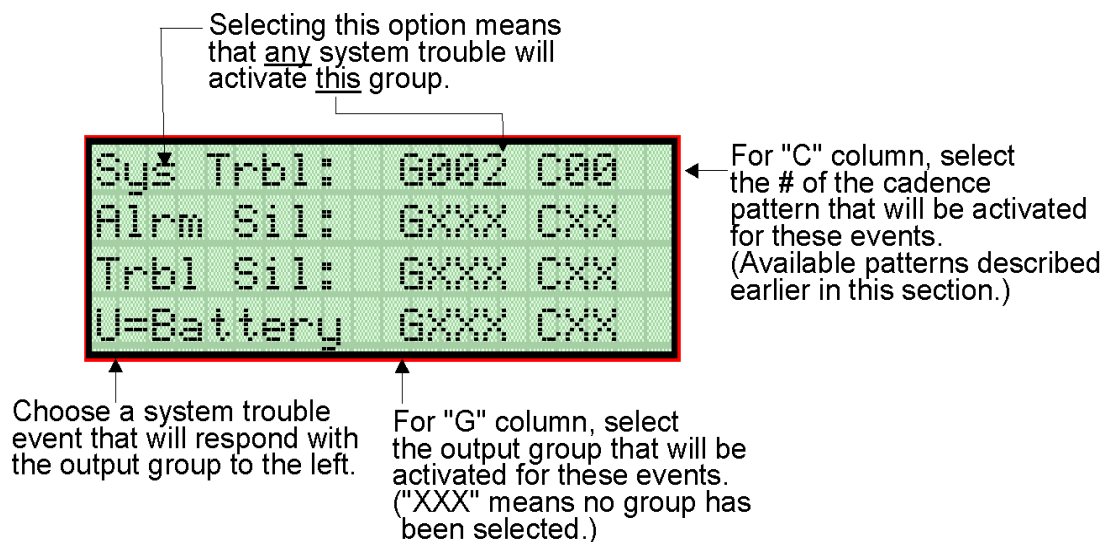 Selecting this option means
that any system trouble will
activate this group.
Sys Trbl: G002 C00
Alrm Sil: GXXX CXX
Trbl Sil: GXXX CXX
U=Battery GXXX CXX
For "C" column, select
the # of the cadence
pattern that will be activated
for these events.
(Available patterns described
earlier in this section.)
Choose a system trouble
event that will respond with
the output group to the left.
For "G" column, select
the output group that will be
activated for these events.
("XXX" means no group has
been selected.)